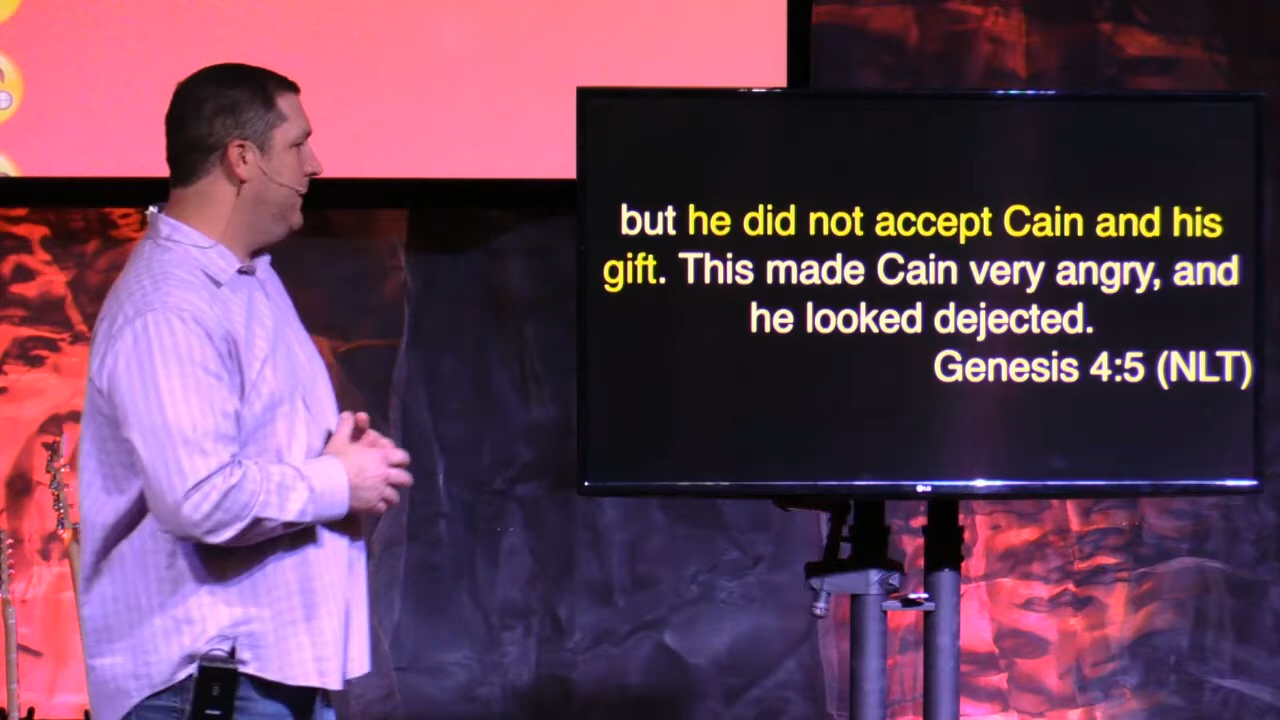 but he did not accept Cain and his
gift. This made Cain very angry, and
he looked dejected.
Genesis 4:5 (NLT)
LG